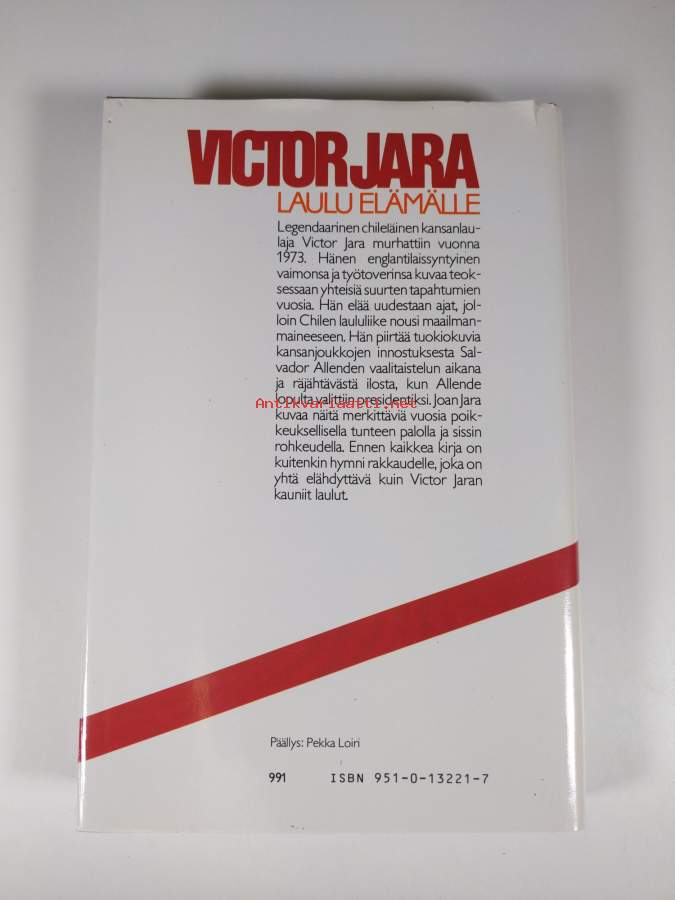 VICTOR JARA
LAULU ELÄMÄLLE
Legendaarinen chileläinen kansanlau-
laja Victor Jara murhattiin vuonna
1973. Hänen englantilaissyntyinen
vaimonsa ja työtoverinsa kuvaa teok-
sessaan yhteisiä suurten tapahtumien
vuosia. Hän elää uudestaan ajat, jol-
loin Chilen laululiike nousi maailman-
maineeseen. Hän piirtää tuokiokuvia
kansanjoukkojen innostuksesta Sal-
vador Allenden vaalitaistelun aikana
ja räjähtävästä ilosta, kun Allende
lopulta valittiin presidentiksi. Joan Jara
Antikvariaatti.net
kuvaa näitä merkittäviä vuosia poik-
keuksellisella tunteen palolla ja sissin
rohkeudella. Ennen kaikkea kirja on
kuitenkin hymni rakkaudelle, joka on
yhtä elähdyttävä kuin Victor Jaran
kauniit laulut.
Päällys: Pekka Loiri
991 ISBN 951-0-13221-7